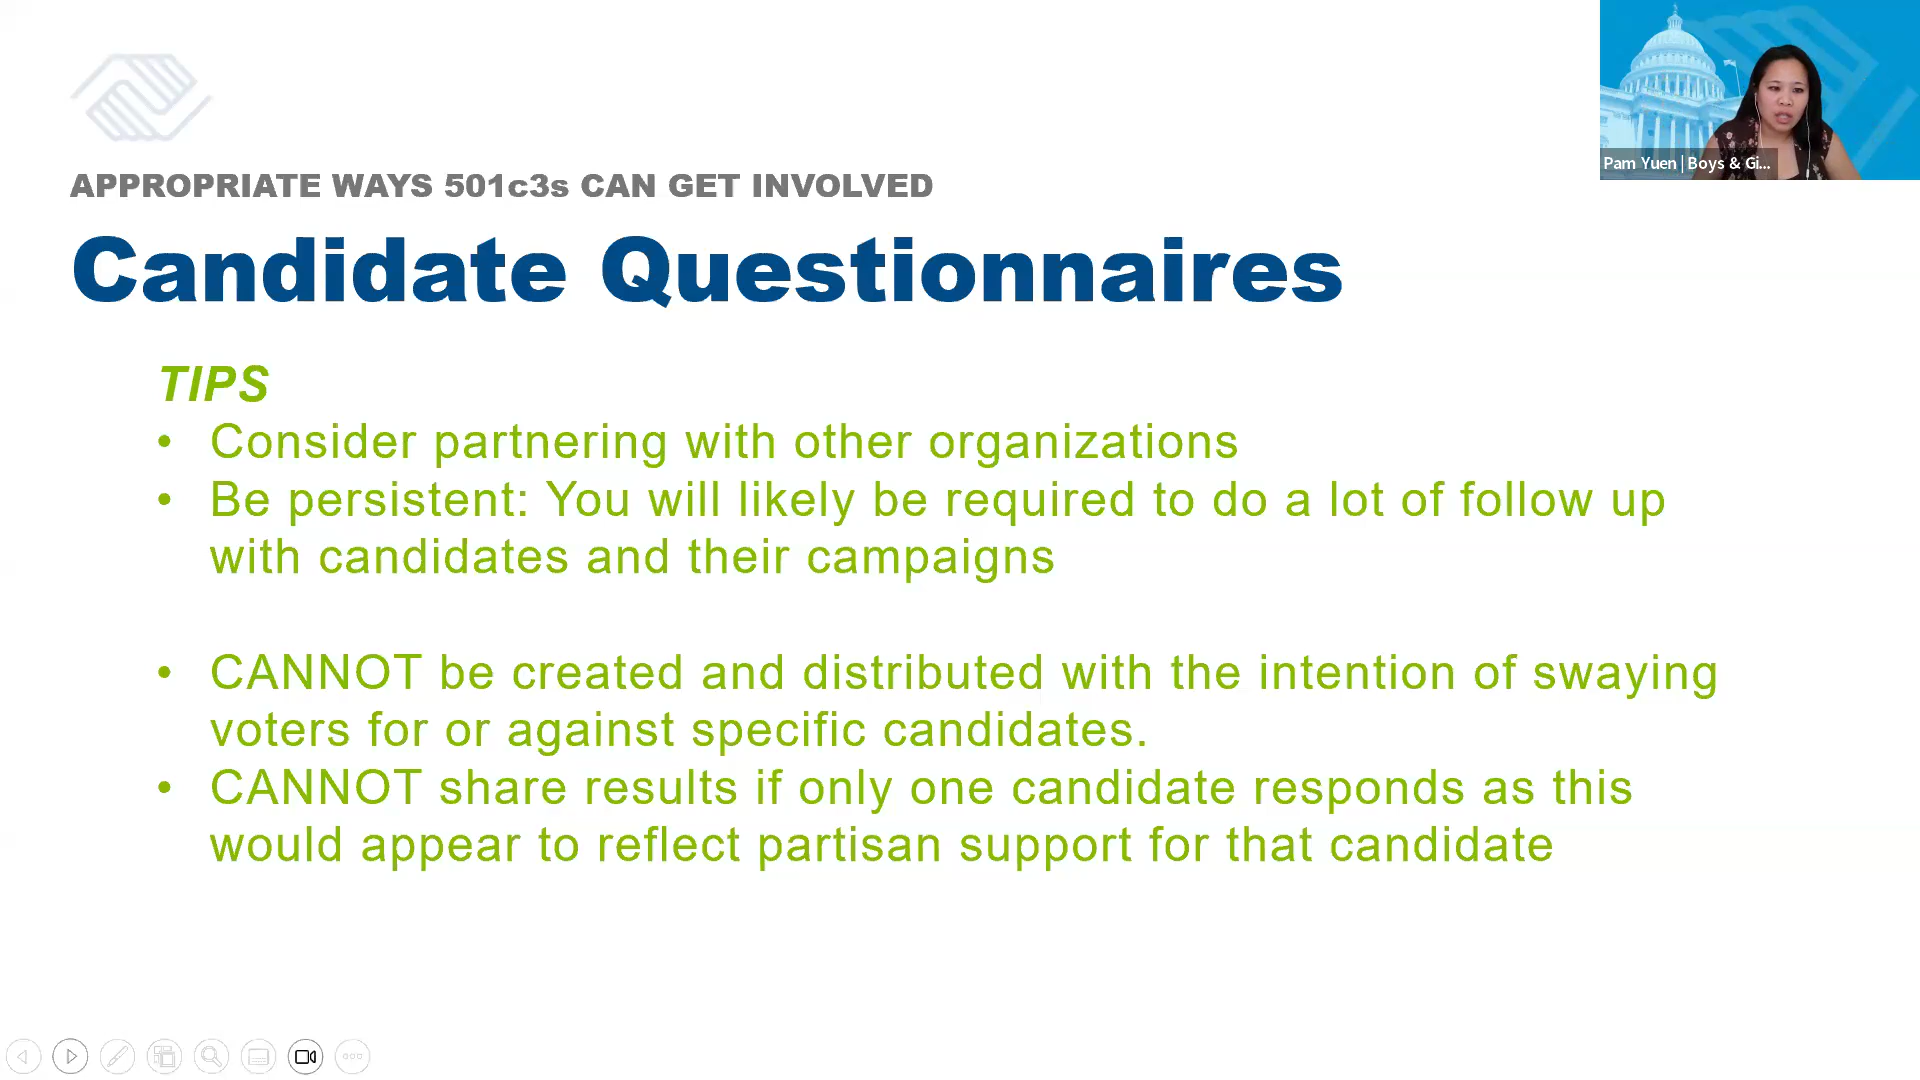 Pam Yuen | Boys & Gi...
APPROPRIATE WAYS 501c3s CAN GET INVOLVED
Candidate Questionnaires
TIPS
• Consider partnering with other organizations
• Be persistent: You will likely be required to do a lot of follow up
with candidates and their campaigns
• CANNOT be created and distributed with the intention of swaying
voters for or against specific candidates.
• CANNOT share results if only one candidate responds as this
would appear to reflect partisan support for that candidate